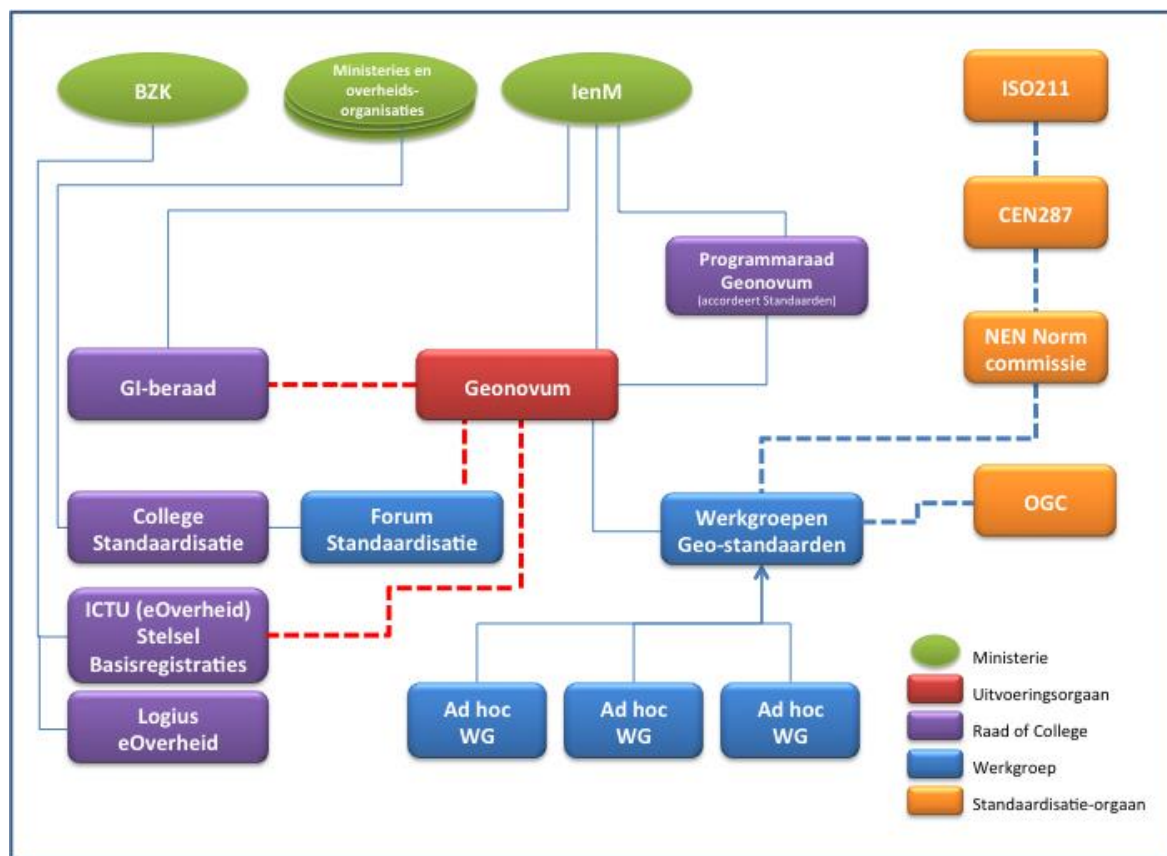 BZK
Ministeries en
overheids-
organisaties
IenM
ISO211
CEN287
Programmaraad
Geonovum
(accordeert Standaarden)
NEN Norm
commissie
GI-beraad
Geonovum
College
Standaardisatie
Forum
Standaardisatie
Werkgroepen
Geo-standaarden
OGC
ICTU (eOverheid)
Stelsel
Basisregistraties
Logius
eOverheid
Ad hoc
WG
Ad hoc
WG
Ad hoc
WG
Ministerie
Uitvoeringsorgaan
Raad of College
Werkgroep
Standaardisatie-orgaan